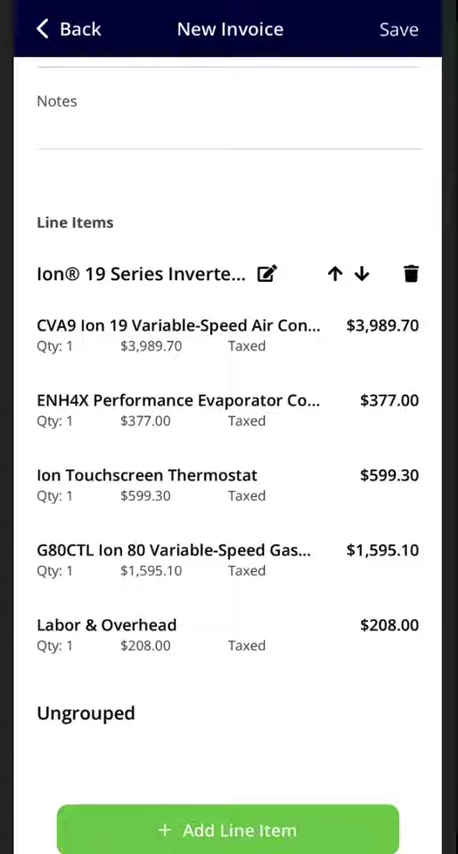 Back New Invoice Save
Notes
Line Items
Ion® 19 Series Inverte...
CVA9 Ion 19 Variable-Speed Air Con... $3,989.70
Qty: 1 $3,989.70 Taxed
ENH4X Performance Evaporator Co... $377.00
Qty: 1 $377.00 Taxed
Ion Touchscreen Thermostat $599.30
Qty: 1 $599.30 Taxed
G80CTL Ion 80 Variable-Speed Gas... $1,595.10
Qty: 1 $1,595.10 Taxed
Labor & Overhead $208.00
Qty: 1 $208.00 Taxed
Ungrouped
+ Add Line Item